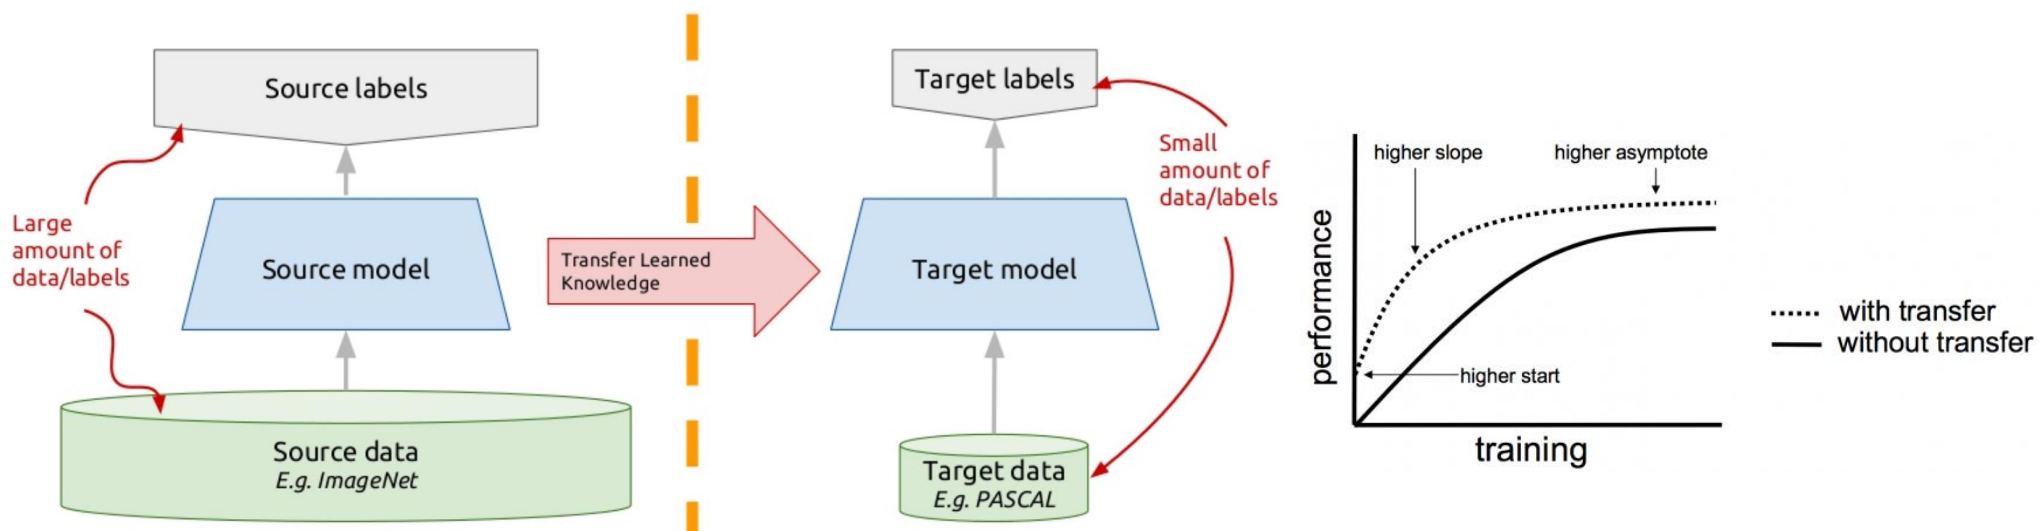 Source labels
Large
amount of
data/labels
Source model
Source data
E.g. ImageNet
Transfer Learned
Knowledge
Target labels
Small
amount of
data/labels
Target model
Target data
E.g. PASCAL
performance
higher slope
higher asymptote
higher start
training
with transfer
without transfer